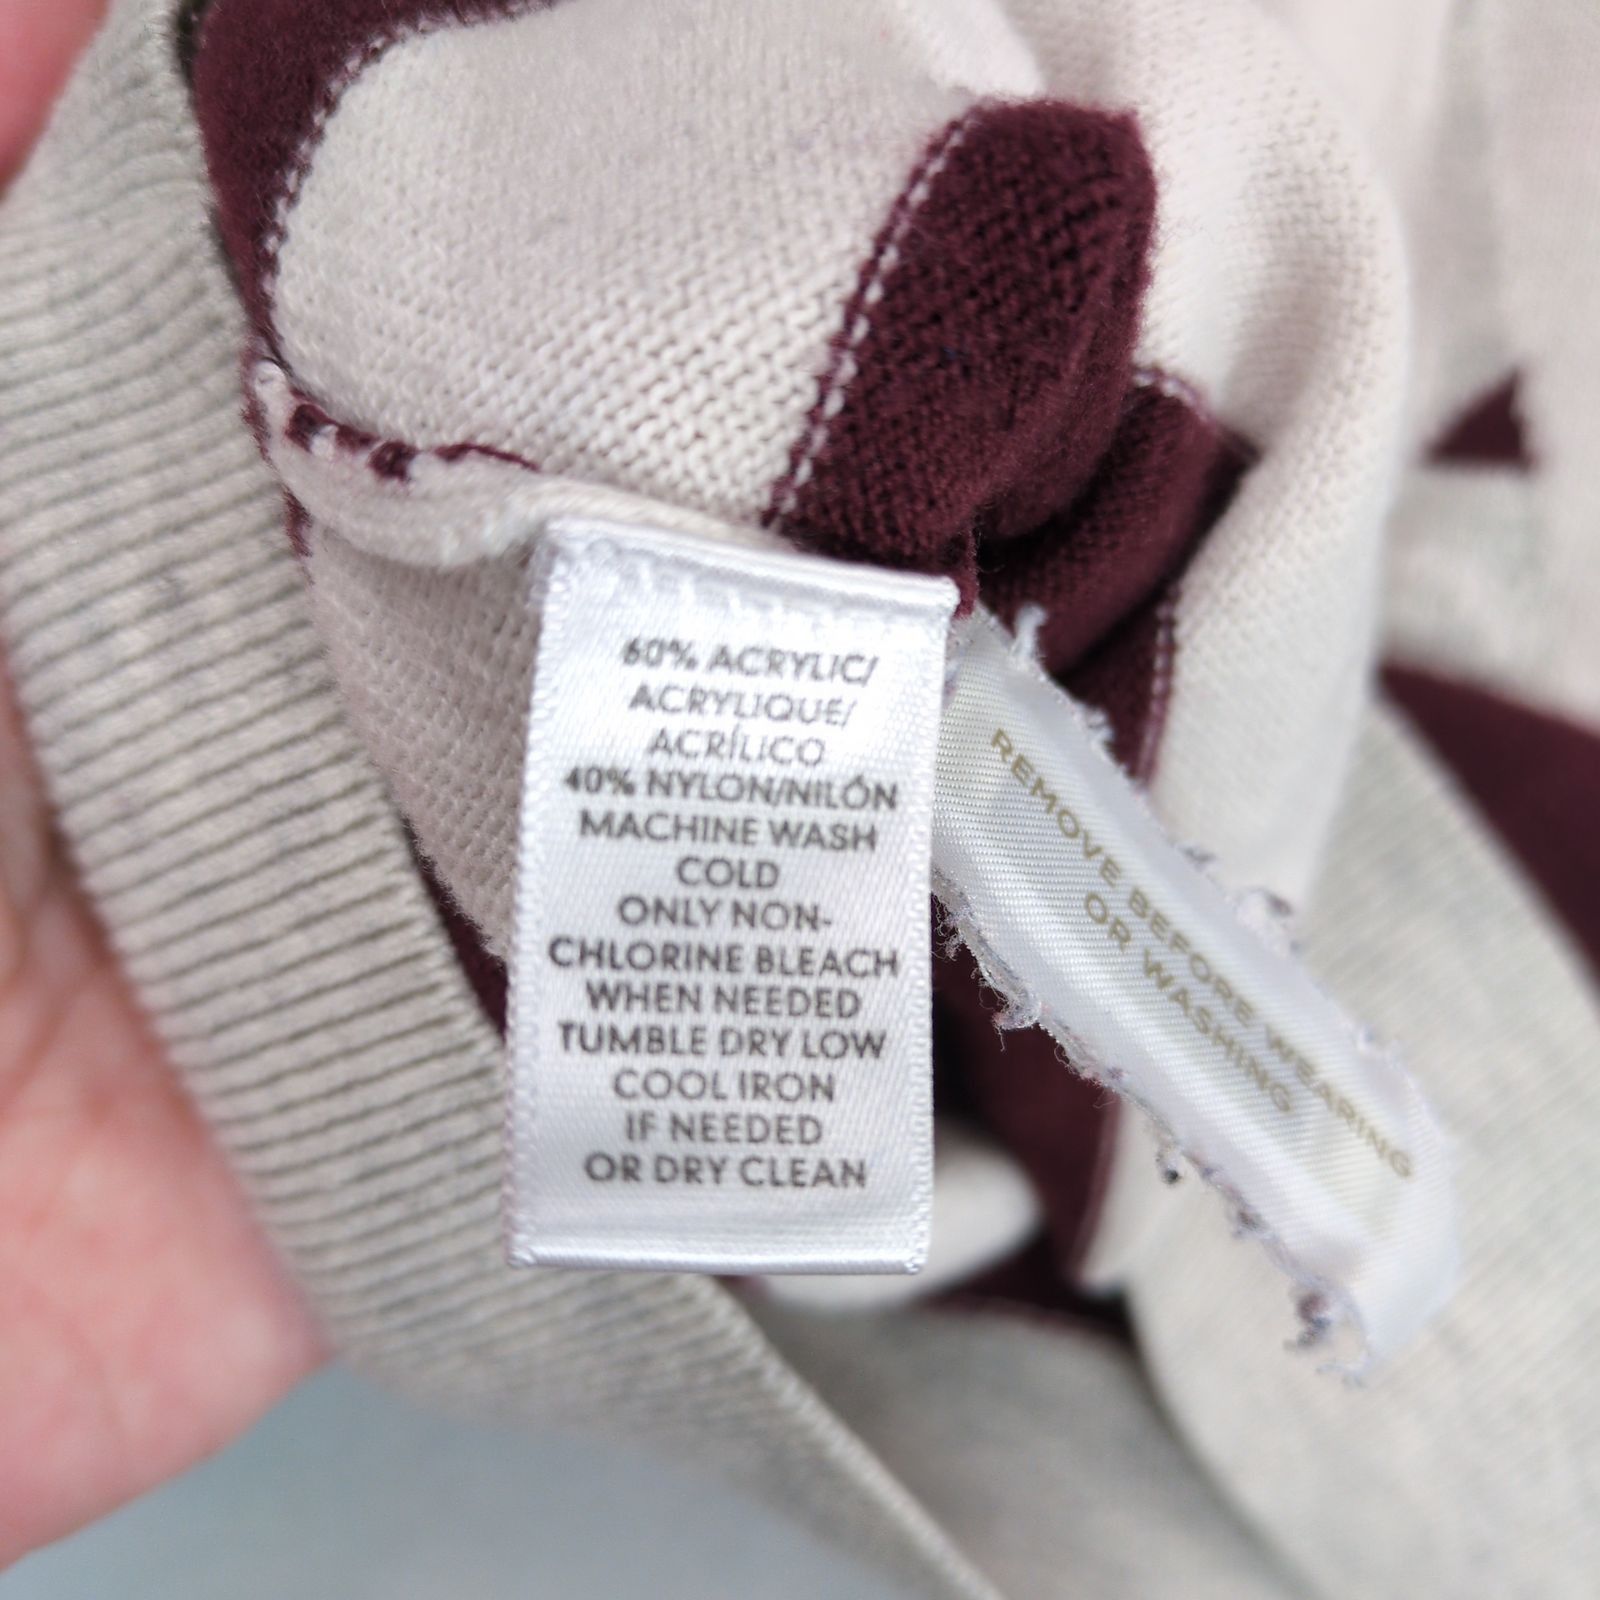 60% ACRYLIC/
ACRYLIQUE/
ACRÍLICO
40% NYLON/NILÓN
MACHINE WASH
COLD
ONLY NON-
CHLORINE BLEACH
WHEN NEEDED
TUMBLE DRY LOW
COOL IRON
IF NEEDED
OR DRY CLEAN
REMOVE BEFORE WEARING
OR WASHING